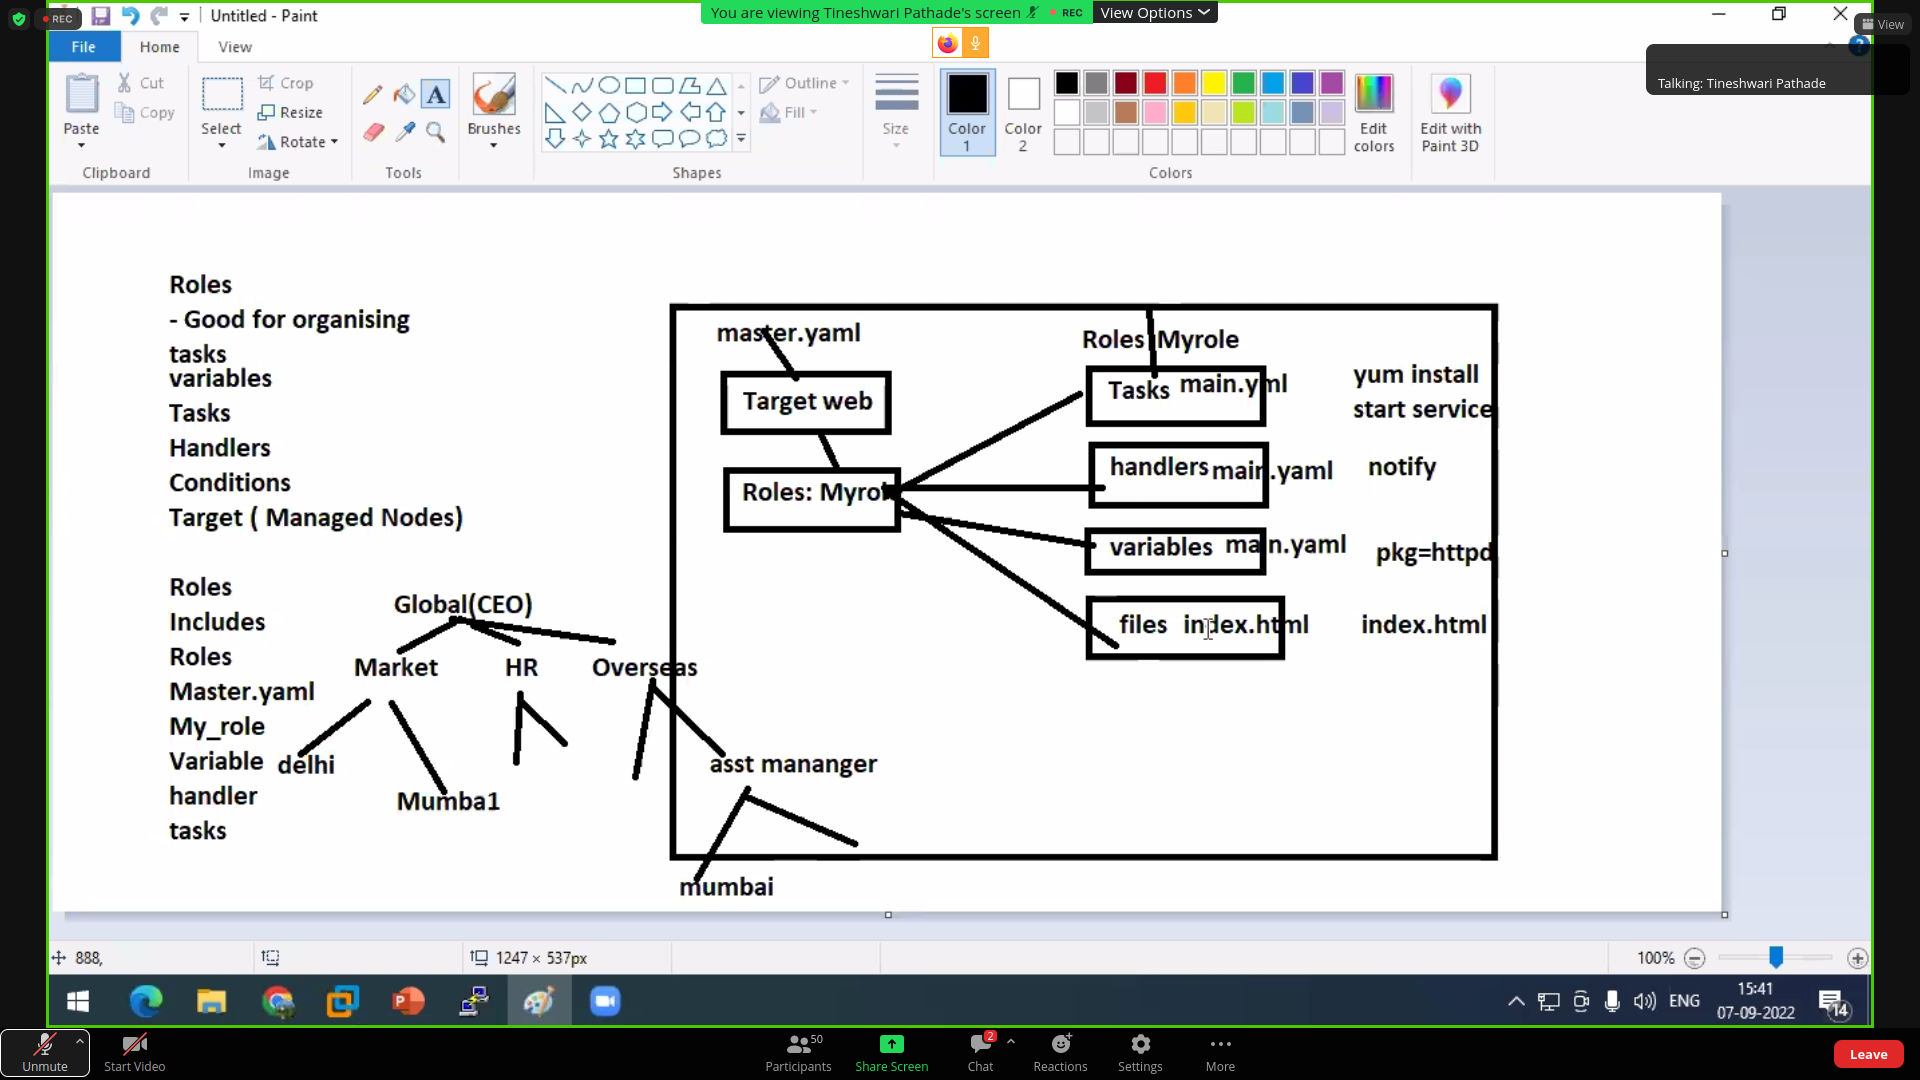 REC
Untitled - Paint
You are viewing Tineshwari Pathade's screen
REC
View Options
View
File
Home
View
Talking: Tineshwari Pathade
Paste
Cut
Copy
Clipboard
Select
Crop
Resize
Rotate
Image
Tools
Brushes
Shapes
Outline
Fill
Size
Color
1
Color
2
Edit
colors
Colors
Edit with
Paint 3D
Roles
- Good for organising
tasks
variables
Tasks
Handlers
Conditions
Target ( Managed Nodes)
Roles
Includes
Roles
Master.yaml
My_role
Variable
handler
tasks
Global(CEO)
Market
HR
Overseas
delhi
Mumba1
asst mananger
mumbai
master.yaml
Target web
Roles: Myrol
Roles Myrole
Tasks main.yml
yum install
start service
handlers main.yaml
notify
variables main.yaml
pkg=httpd
files index.html
index.html
888,
1247 × 537px
100%
ENG
15:41
07-09-2022
14
Unmute
Start Video
Participants
50
Share Screen
Chat
2
Reactions
Settings
More
Leave